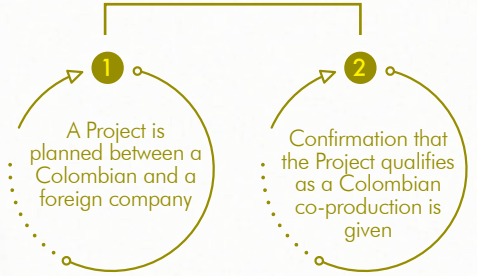 1
A Project is
planned between a
Colombian and a
foreign company
2
Confirmation that
the Project qualifies
as a Colombian
co-production is
given